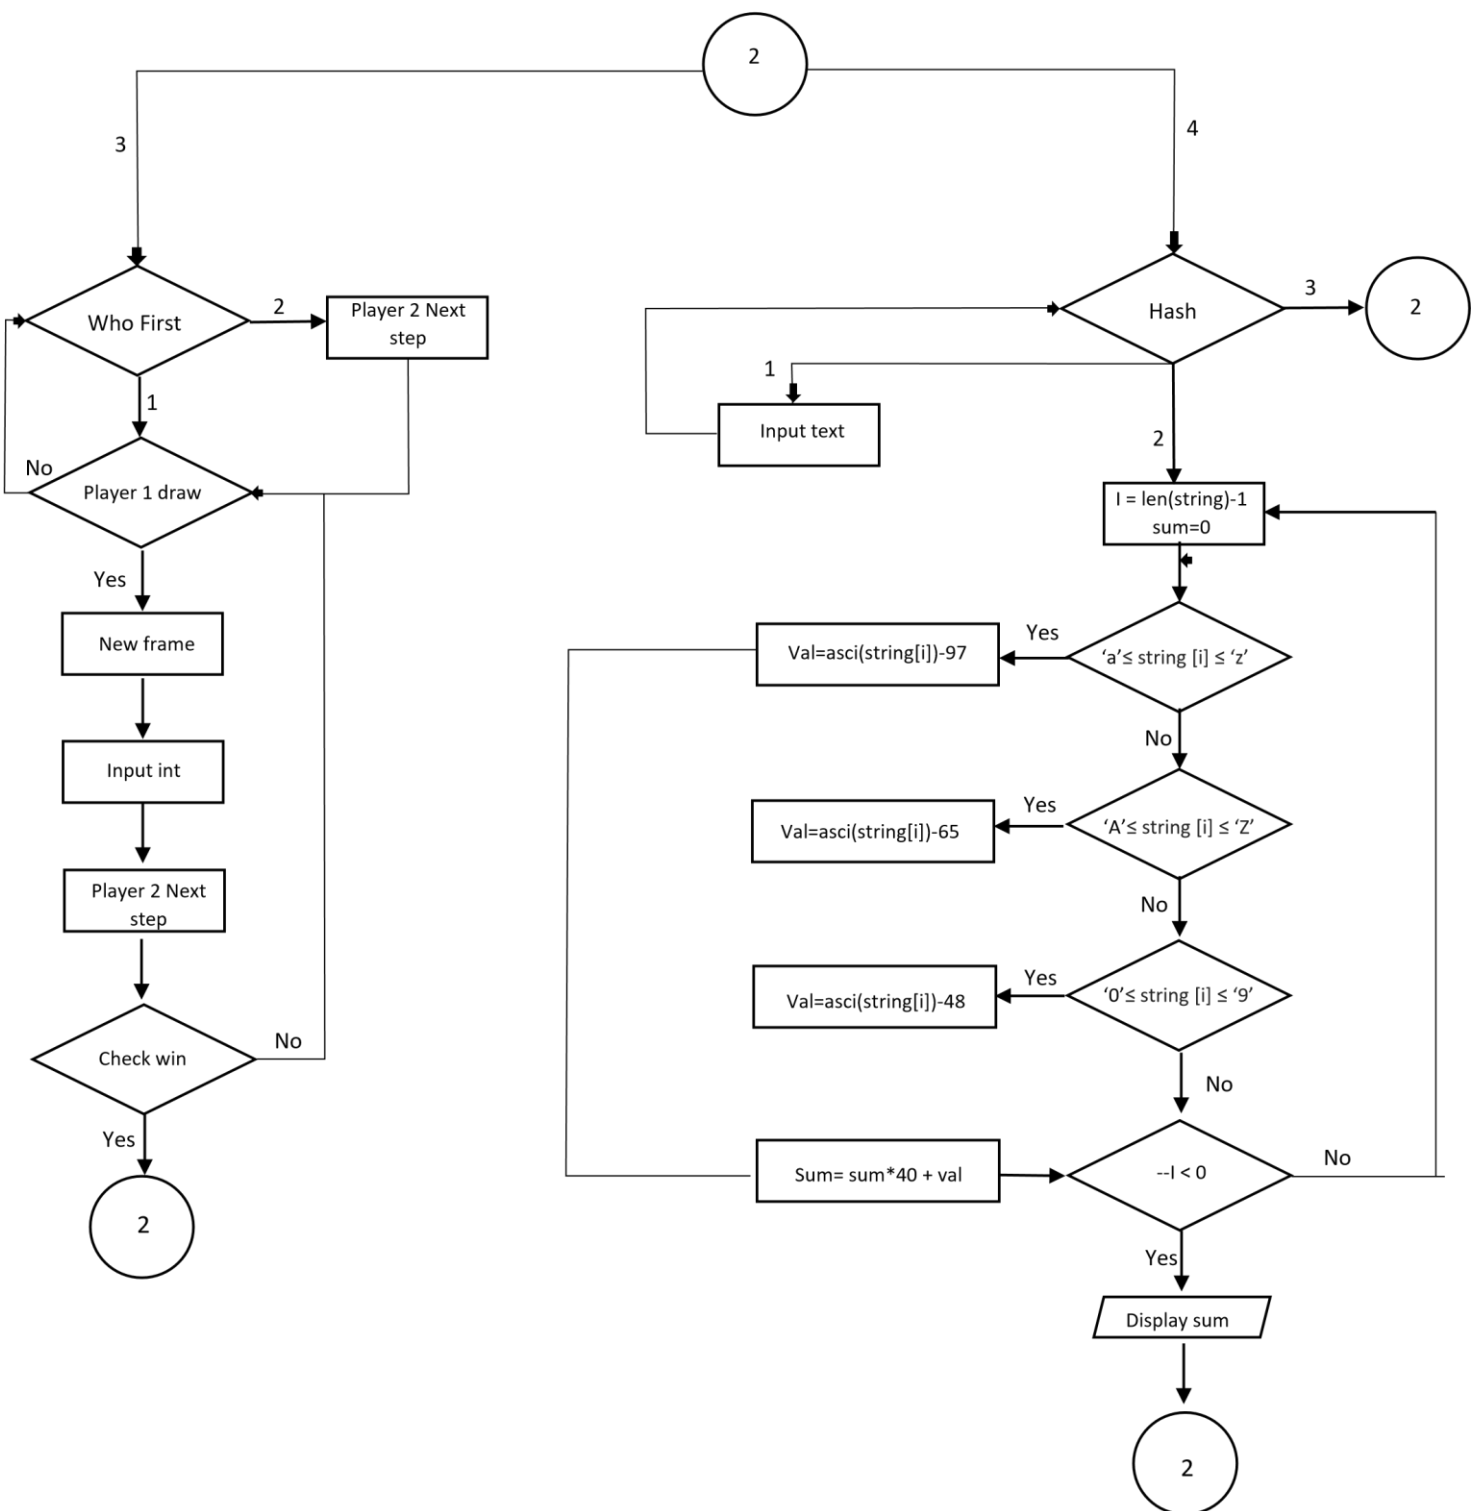 2
3
4
Who First
2
Player 2 Next
step
1
No
Player 1 draw
Yes
New frame
Input int
Player 2 Next
step
Check win
No
Yes
2
Hash
3
2
1
Input text
2
I = len(string)-1
sum=0
‘a’≤ string [i] ≤ ‘z’
Yes
Val=asci(string[i])-97
No
‘A’≤ string [i] ≤ ‘Z’
Yes
Val=asci(string[i])-65
No
‘0’≤ string [i] ≤ ‘9’
Yes
Val=asci(string[i])-48
No
Sum= sum*40 + val
--I < 0
No
Yes
Display sum
2